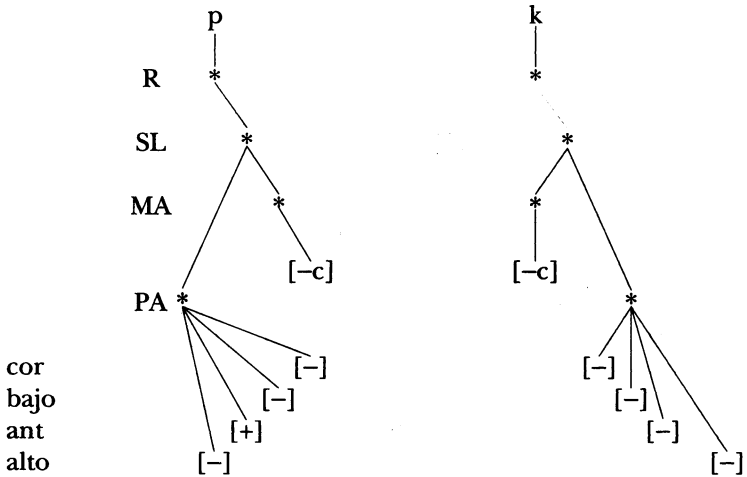 p k
R * *
SL * *
MA * *
[−c] [−c]
PA * *
cor [−] [−]
bajo [−] [−]
ant [+] [−]
alto [−] [−]